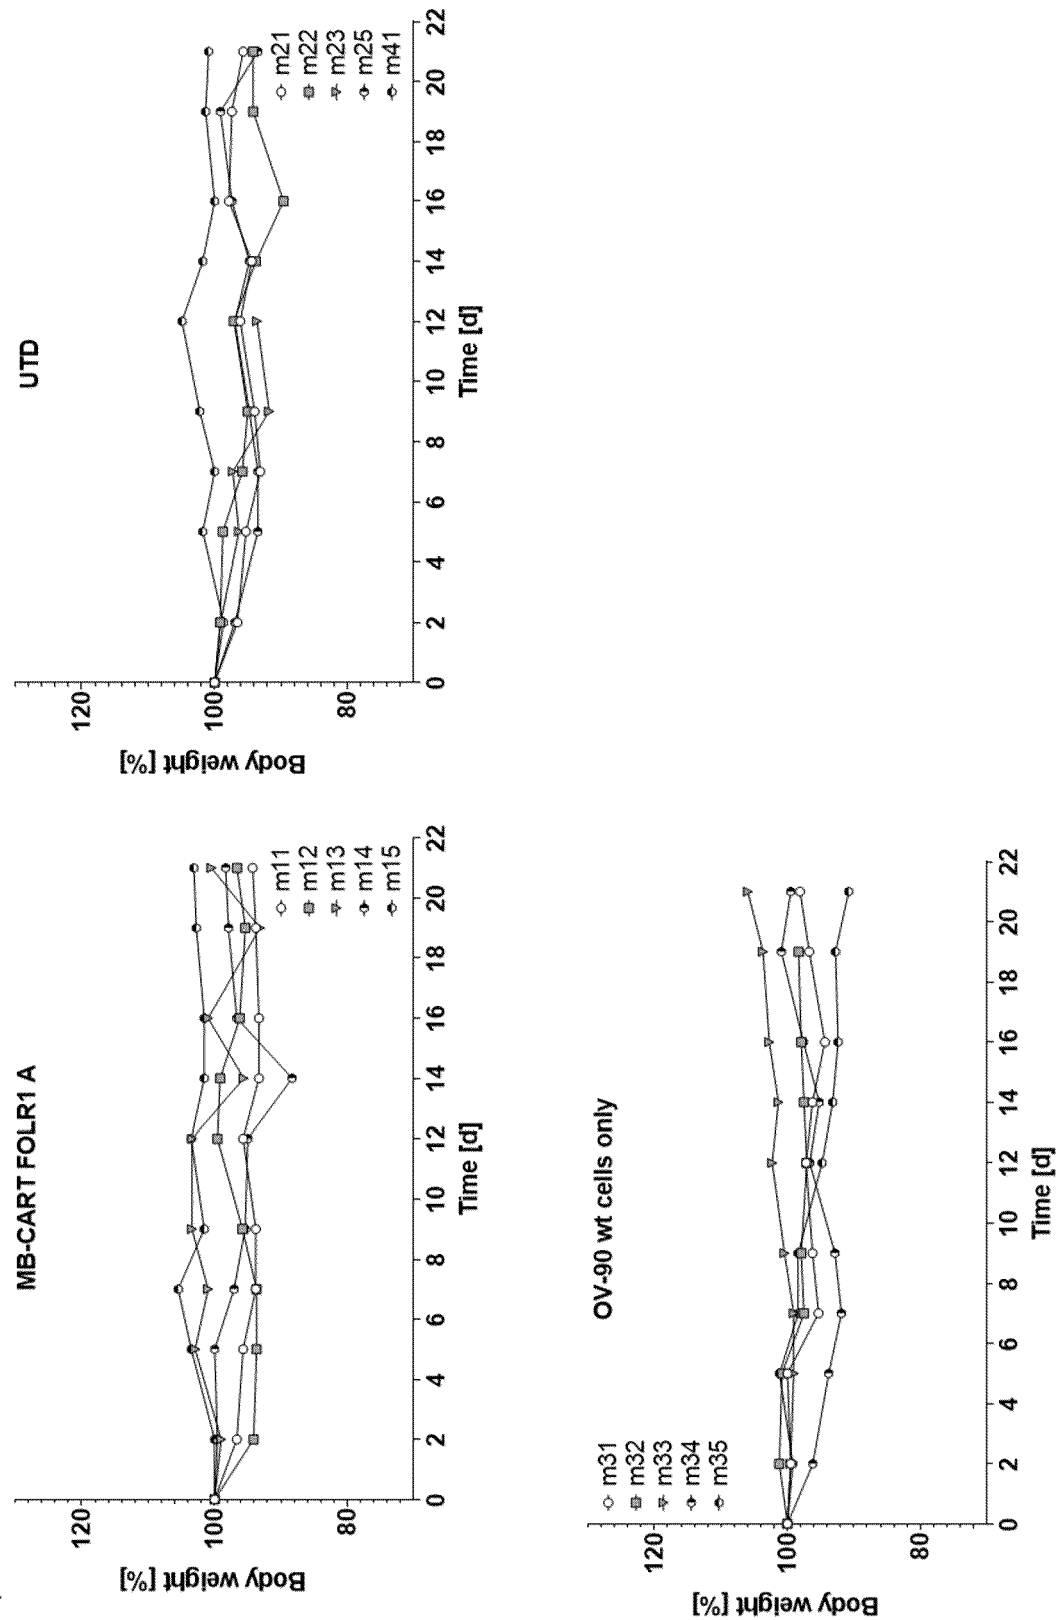 MB-CART FOLR1 A
Body weight [%]
120
100
80
0 2 4 6 8 10 12 14 16 18 20 22
Time [d]
m11
m12
m13
m14
m15
UTD
Body weight [%]
120
100
80
0 2 4 6 8 10 12 14 16 18 20 22
Time [d]
m21
m22
m23
m25
m41
OV-90 wt cells only
Body weight [%]
120
100
80
0 2 4 6 8 10 12 14 16 18 20 22
Time [d]
m31
m32
m33
m34
m35